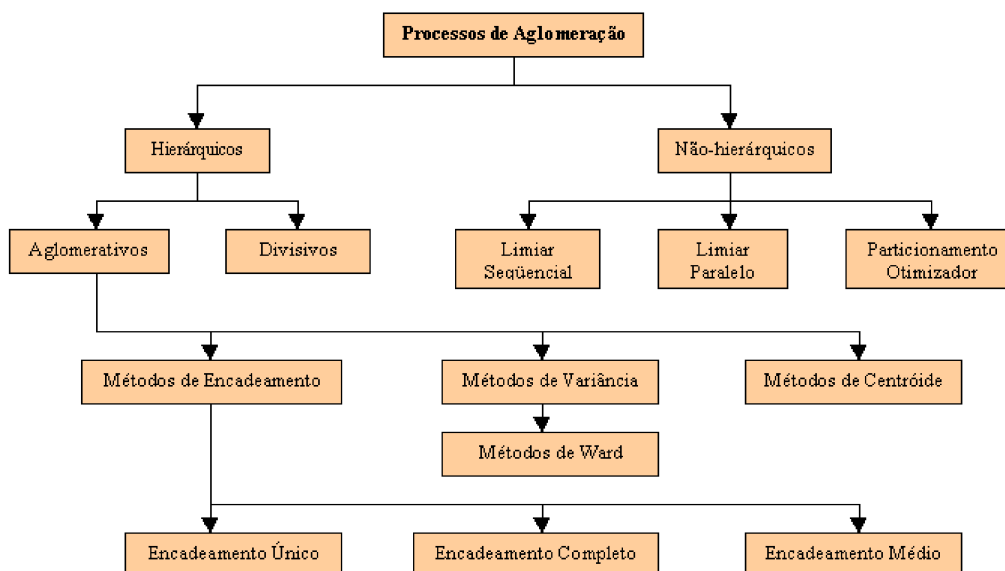 Processos de Aglomeração
Hierárquicos
Não-hierárquicos
Aglomerativos
Divisivos
Limiar
Seqüencial
Limiar
Paralelo
Particionamento
Otimizador
Métodos de Encadeamento
Métodos de Variância
Métodos de Centróide
Métodos de Ward
Encadeamento Único
Encadeamento Completo
Encadeamento Médio